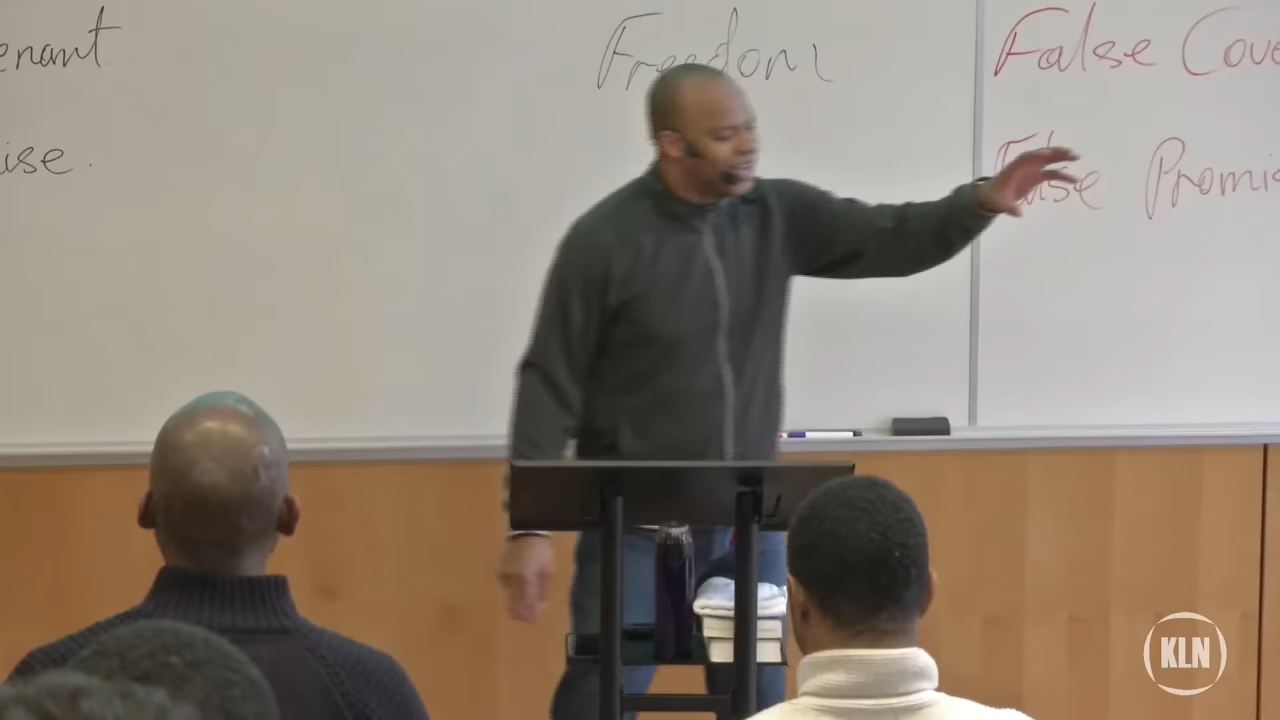 enant
ise.
Freedom
False Cove
False Promis
KLN